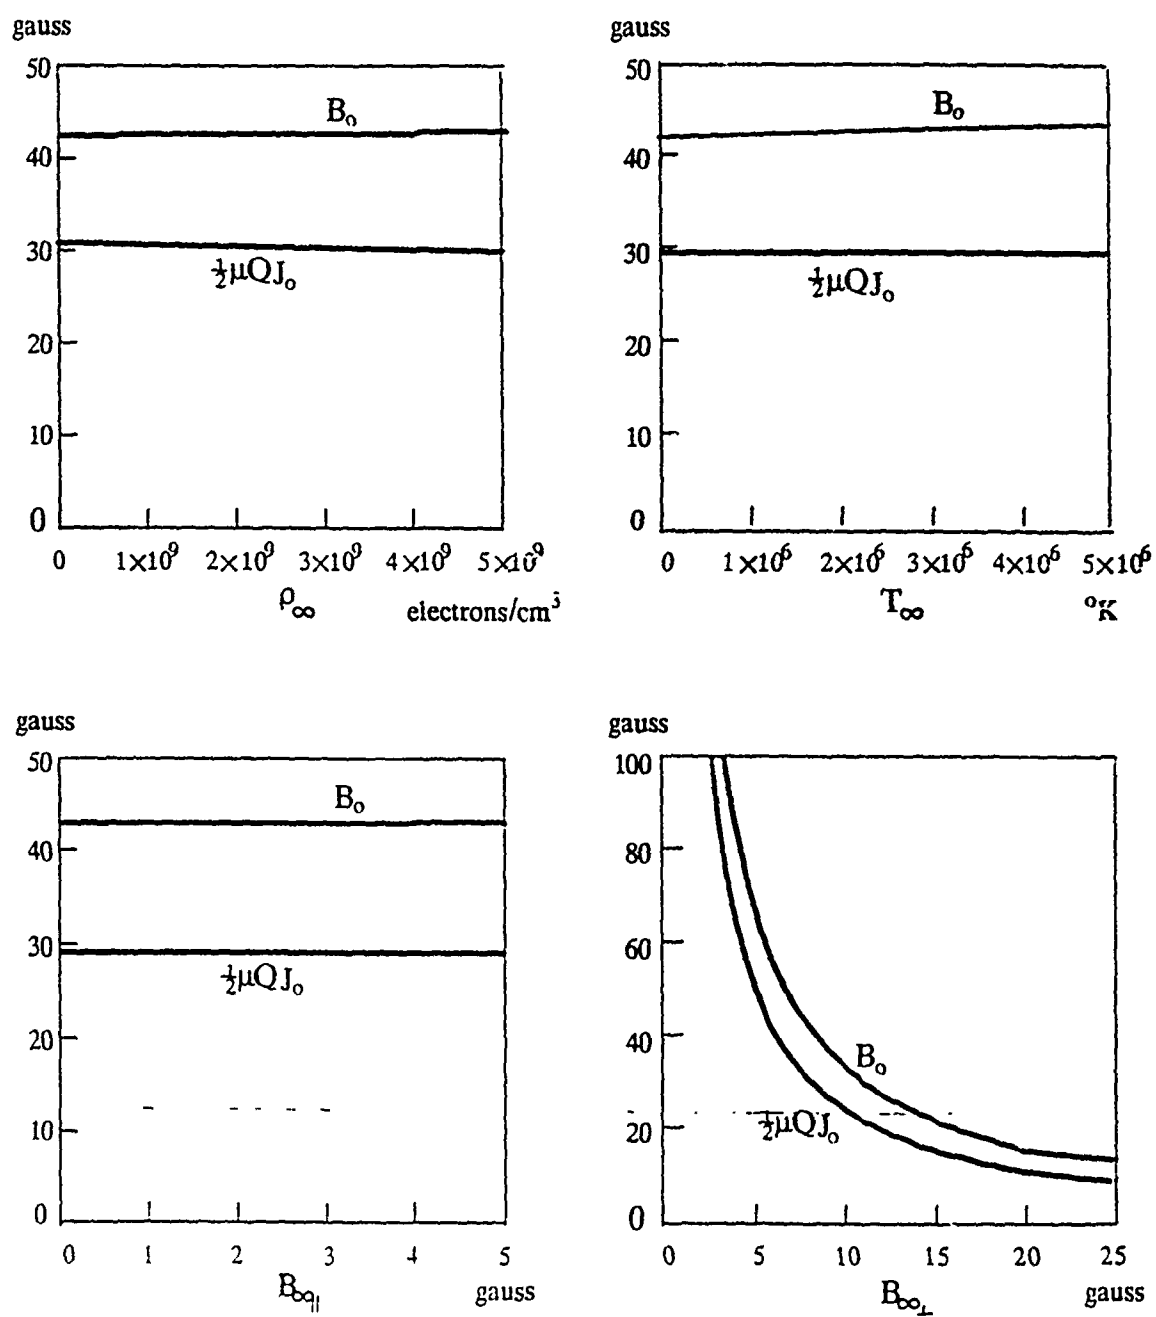 gauss
50
B₀
40
30
½μQJ₀
20
10
0
0 1×10⁹ 2×10⁹ 3×10⁹ 4×10⁹ 5×10⁹
ρ∞ electrons/cm³
gauss
50
B₀
40
30
½μQJ₀
20
10
0
0 1×10⁶ 2×10⁶ 3×10⁶ 4×10⁶ 5×10⁶
T∞ °K
gauss
50
B₀
40
30
½μQJ₀
20
10
0
0 1 2 3 4 5
B∞∥ gauss
gauss
100
80
60
40
B₀
20
½μQJ₀
0
0 5 10 15 20 25
B∞⊥ gauss